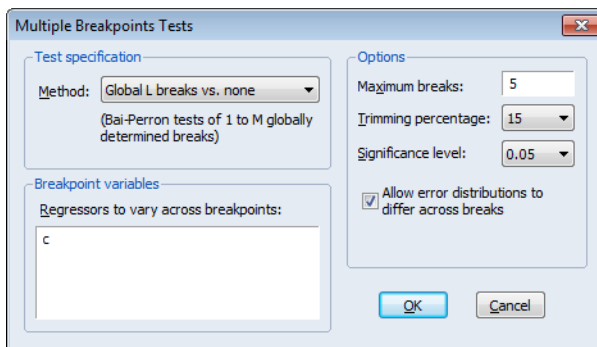 Multiple Breakpoints Tests
Test specification
Method: Global L breaks vs. none
(Bai-Perron tests of 1 to M globally
determined breaks)
Breakpoint variables
Regressors to vary across breakpoints:
c
Options
Maximum breaks: 5
Trimming percentage: 15
Significance level: 0.05
Allow error distributions to
differ across breaks
OK
Cancel